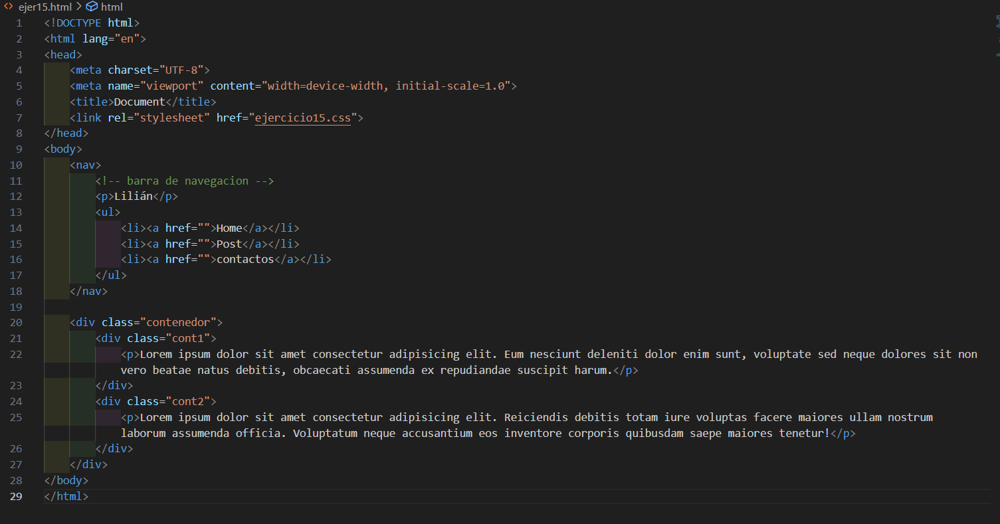 ejer15.html > html
1 <!DOCTYPE html>
2 <html lang="en">
3 <head>
4 <meta charset="UTF-8">
5 <meta name="viewport" content="width=device-width, initial-scale=1.0">
6 <title>Document</title>
7 <link rel="stylesheet" href="ejercicio15.css">
8 </head>
9 <body>
10 <nav>
11 <!-- barra de navegacion -->
12 <p>Lilián</p>
13 <ul>
14 <li><a href="">Home</a></li>
15 <li><a href="">Post</a></li>
16 <li><a href="">contactos</a></li>
17 </ul>
18 </nav>
19
20 <div class="contenedor">
21 <div class="cont1">
22 <p>Lorem ipsum dolor sit amet consectetur adipisicing elit. Eum nesciunt deleniti dolor enim sunt, voluptate sed neque dolores sit non
vero beatae natus debitis, obcaecati assumenda ex repudiandae suscipit harum.</p>
23 </div>
24 <div class="cont2">
25 <p>Lorem ipsum dolor sit amet consectetur adipisicing elit. Reiciendis debitis totam iure voluptas facere maiores ullam nostrum
laborum assumenda officia. Voluptatum neque accusantium eos inventore corporis quibusdam saepe maiores tenetur!</p>
26 </div>
27 </div>
28 </body>
29 </html>